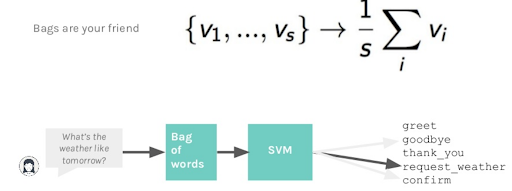 Bags are your friend
{v₁, ..., vₛ} → 1/s ∑ᵢ vᵢ
What's the
weather like
tomorrow?
Bag
of
words
SVM
greet
goodbye
thank_you
request_weather
confirm